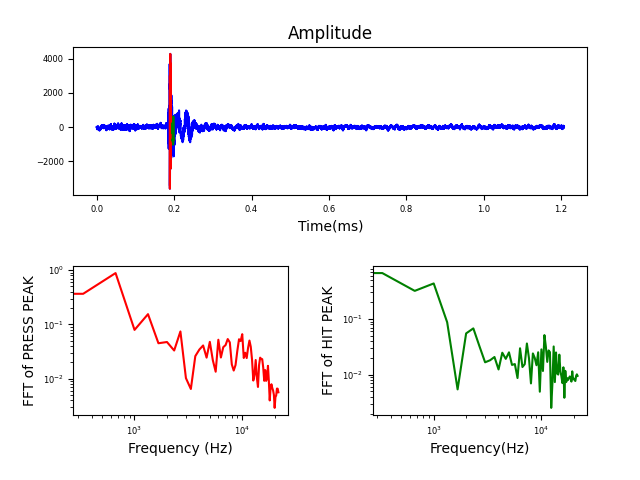 Amplitude
4000
2000
0
−2000
0.0 0.2 0.4 0.6 0.8 1.0 1.2
Time(ms)
FFT of PRESS PEAK
10⁰
10⁻¹
10⁻²
10³ 10⁴
Frequency (Hz)
FFT of HIT PEAK
10⁻¹
10⁻²
10³ 10⁴
Frequency(Hz)